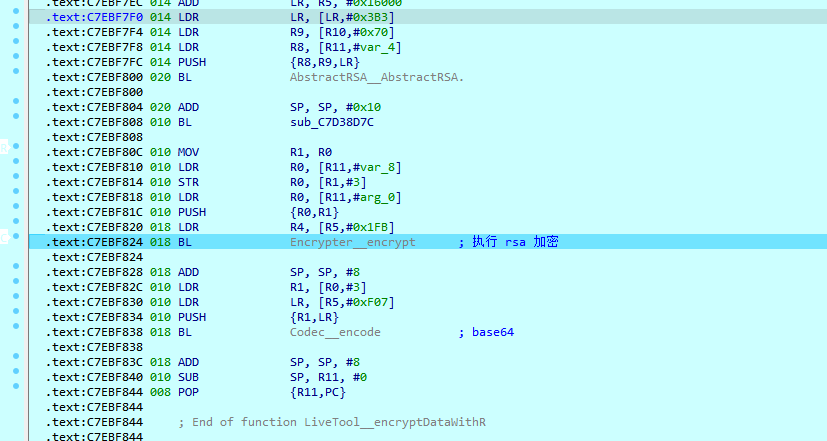 .text:C7EBF7EC 014 ADD LR, R5, #0x16000
.text:C7EBF7F0 014 LDR LR, [LR,#0x3B3]
.text:C7EBF7F4 014 LDR R9, [R10,#0x70]
.text:C7EBF7F8 014 LDR R8, [R11,#var_4]
.text:C7EBF7FC 014 PUSH {R8,R9,LR}
.text:C7EBF800 020 BL AbstractRSA__AbstractRSA.
.text:C7EBF800
.text:C7EBF804 020 ADD SP, SP, #0x10
.text:C7EBF808 010 BL sub_C7D38D7C
.text:C7EBF808
.text:C7EBF80C 010 MOV R1, R0
.text:C7EBF810 010 LDR R0, [R11,#var_8]
.text:C7EBF814 010 STR R0, [R1,#3]
.text:C7EBF818 010 LDR R0, [R11,#arg_0]
.text:C7EBF81C 010 PUSH {R0,R1}
.text:C7EBF820 018 LDR R4, [R5,#0x1FB]
.text:C7EBF824 018 BL Encrypter__encrypt ; 执行 rsa 加密
.text:C7EBF824
.text:C7EBF828 018 ADD SP, SP, #8
.text:C7EBF82C 010 LDR R1, [R0,#3]
.text:C7EBF830 010 LDR LR, [R5,#0xF07]
.text:C7EBF834 010 PUSH {R1,LR}
.text:C7EBF838 018 BL Codec__encode ; base64
.text:C7EBF838
.text:C7EBF83C 018 ADD SP, SP, #8
.text:C7EBF840 010 SUB SP, R11, #0
.text:C7EBF844 008 POP {R11,PC}
.text:C7EBF844
.text:C7EBF844 ; End of function LiveTool__encryptDataWithR
.text:C7EBF844